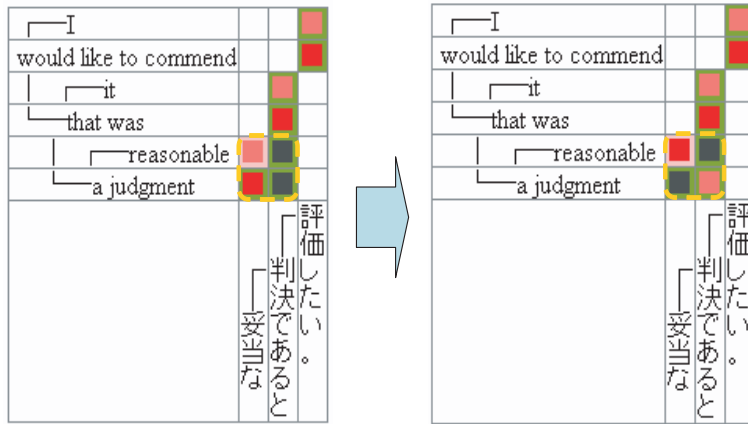 I
would like to commend
it
that was
reasonable
a judgment
評価したい。
判決であると
妥当な
I
would like to commend
it
that was
reasonable
a judgment
評価したい。
判決であると
妥当な